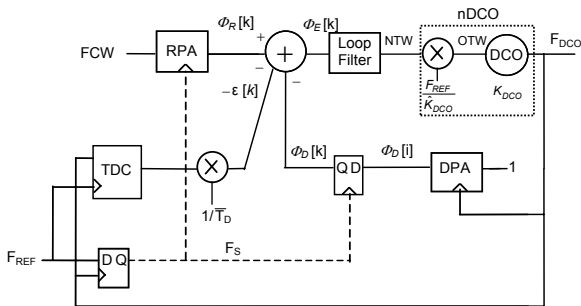 nDCO
Φ_R[k]
Φ_E[k]
NTW
OTW
F_DCO
FCW
RPA
+
+
−
−
Loop
Filter
×
DCO
F_REF
K̂_DCO
K_DCO
−ε[k]
Φ_D[k]
Φ_D[i]
TDC
×
Q D
DPA
1
1/T̅_D
F_S
F_REF
D Q